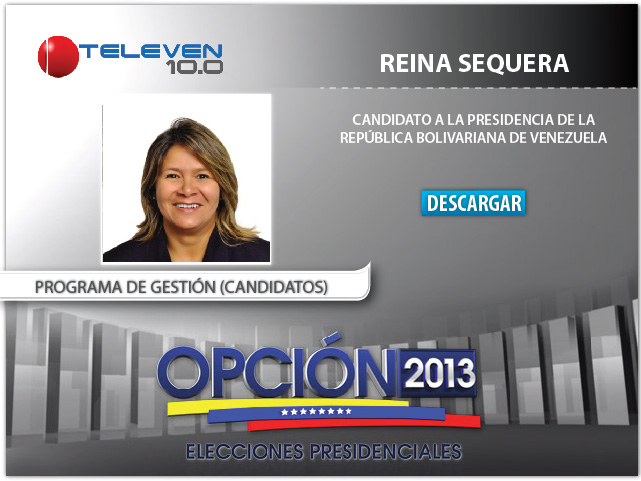 TELEVEN
10.0
REINA SEQUERA
CANDIDATO A LA PRESIDENCIA DE LA
REPÚBLICA BOLIVARIANA DE VENEZUELA
DESCARGAR
PROGRAMA DE GESTIÓN (CANDIDATOS)
OPCIÓN 2013
ELECCIONES PRESIDENCIALES